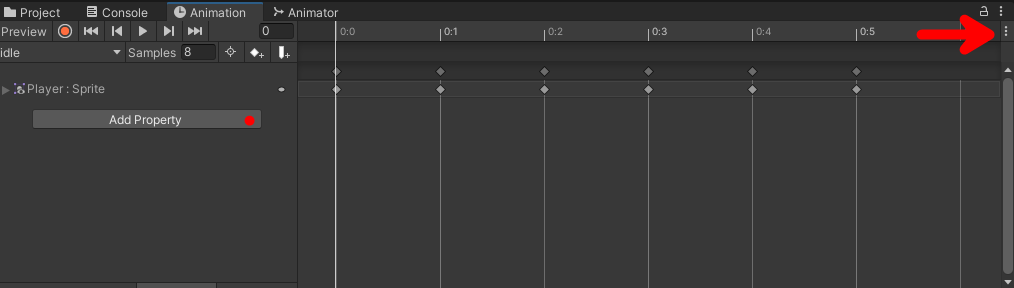 Project Console Animation Animator
Preview 0 0:0 0:1 0:2 0:3 0:4 0:5
idle Samples 8
Player : Sprite
Add Property